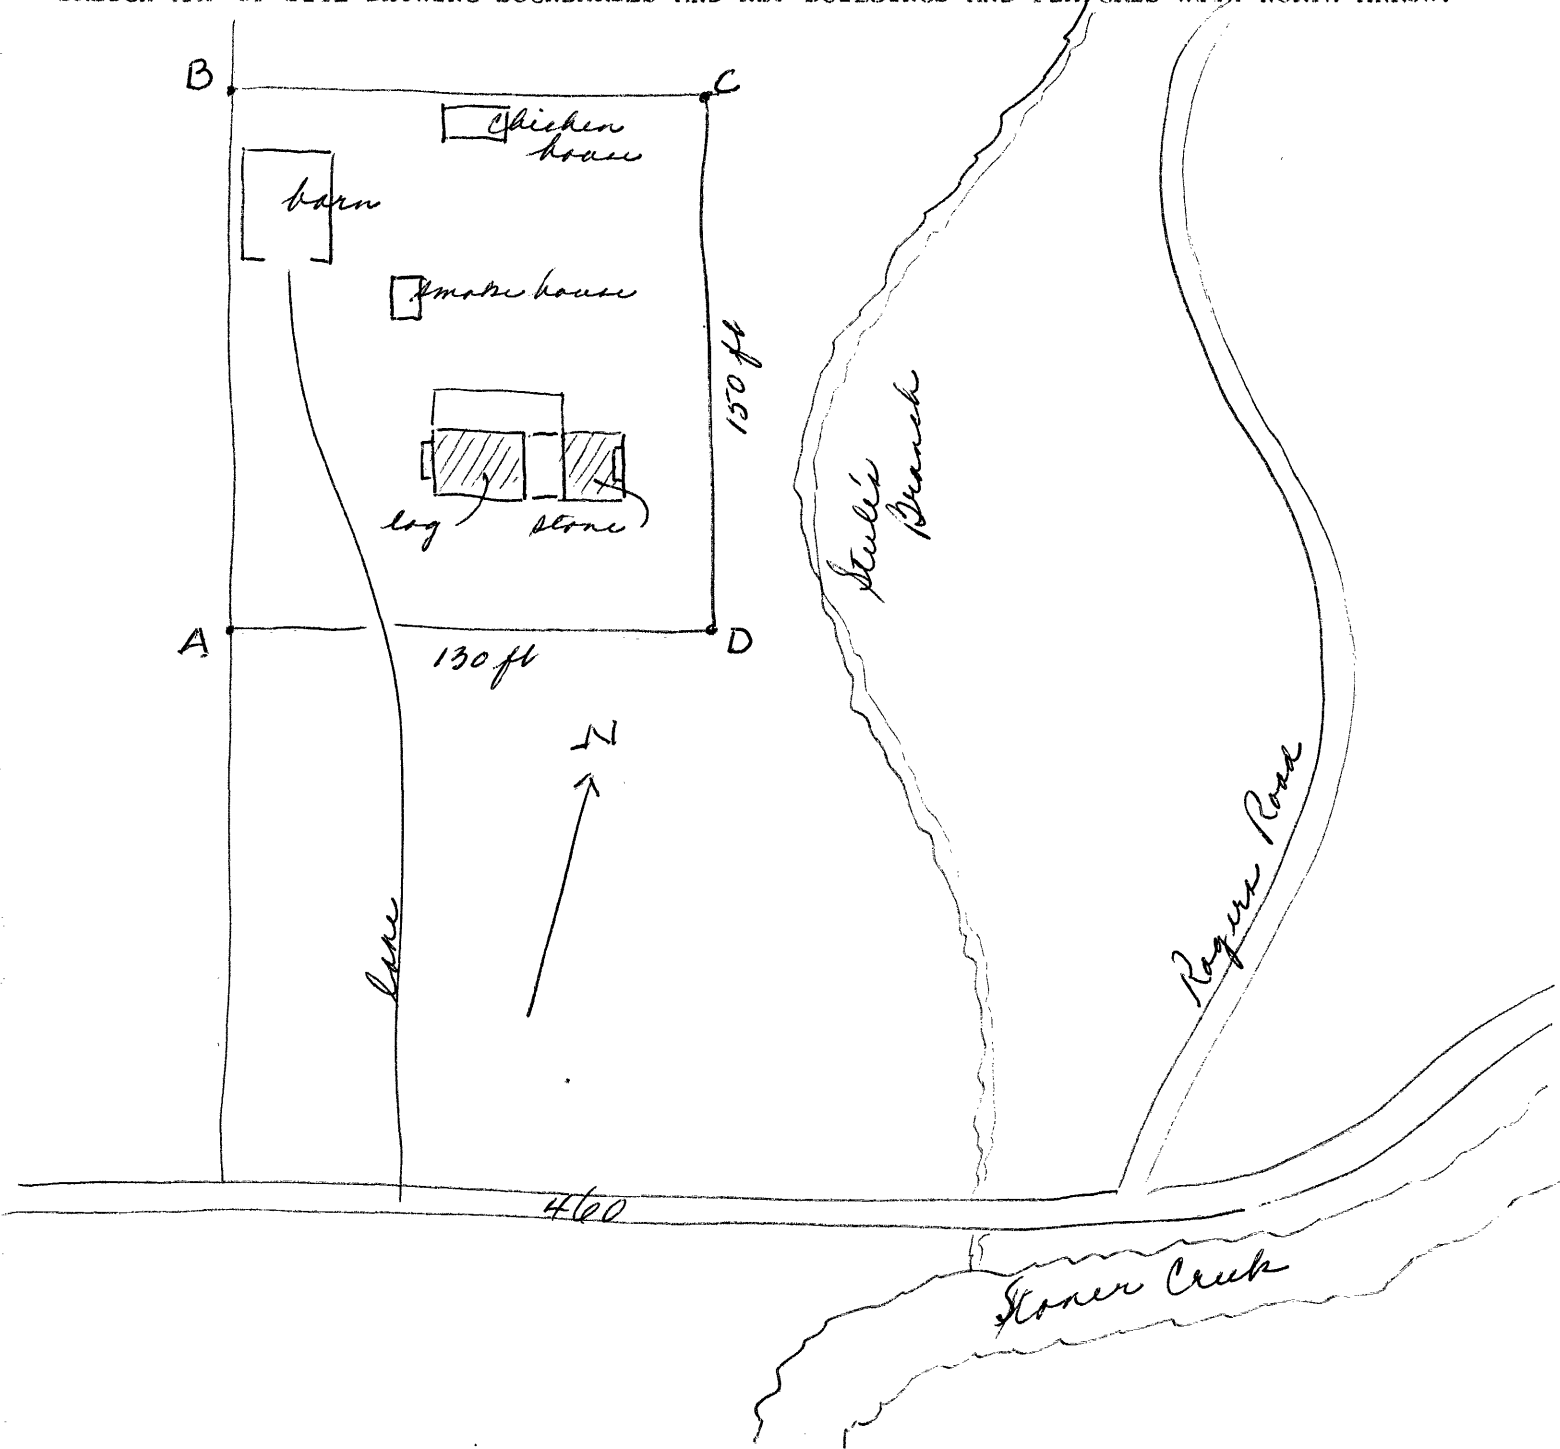 B
C
chicken
house
barn
smoke house
150 ft
log
stone
Steele's
Branch
A
D
130 ft
N
Rogers Road
lane
460
Stoner Creek